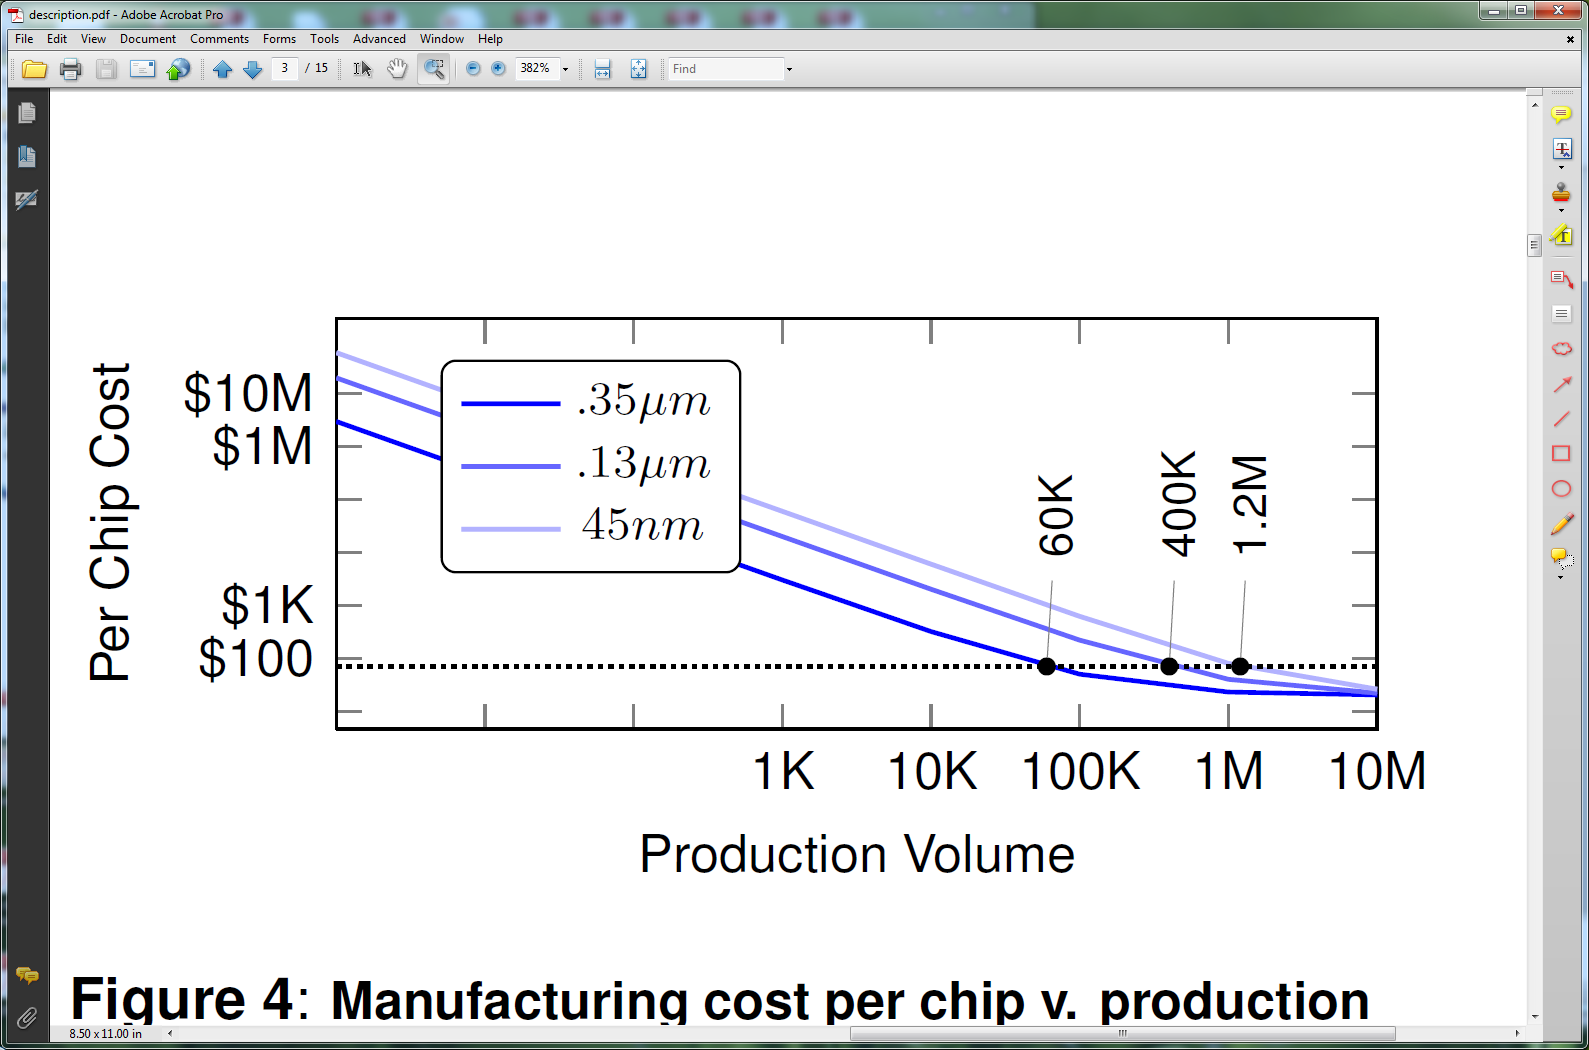 description.pdf - Adobe Acrobat Pro
File Edit View Document Comments Forms Tools Advanced Window Help
3 / 15 382% Find
Per Chip Cost
$10M
$1M
$1K
$100
.35μm
.13μm
45nm
60K
400K
1.2M
1K 10K 100K 1M 10M
Production Volume
Figure 4: Manufacturing cost per chip v. production
8.50 x 11.00 in